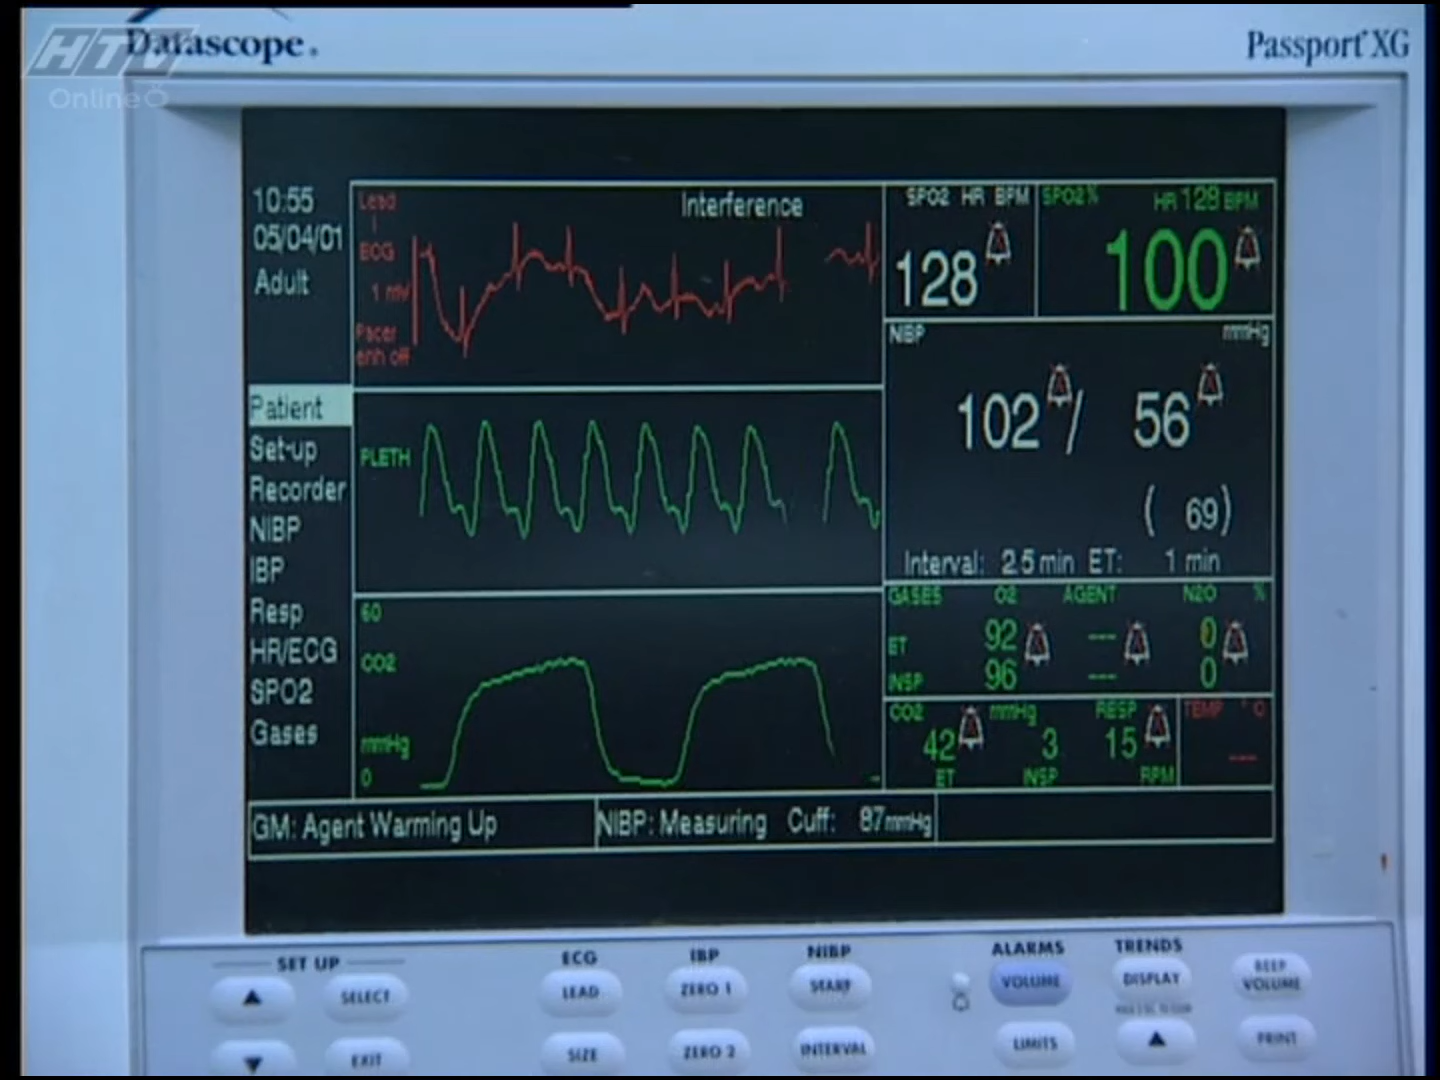 HTV
Online
Datascope.
Passport XG
10:55
05/04/01
Adult
Lead
I
ECG
1 mV
Pacer
enh off
Interference
SPO2 HR BPM
128
SPO2%
HR 128 BPM
100
NIBP
mmHg
102 / 56
( 69)
Interval: 2.5 min ET: 1 min
Patient
Set-up
Recorder
NIBP
IBP
Resp
HR/ECG
SPO2
Gases
PLETH
60
CO2
mmHg
0
GASES O2 AGENT N2O %
ET 92 --- 0
INSP 96 --- 0
CO2 mmHg RESP
42 3 15
ET INSP RPM
TEMP °C
---
GM: Agent Warming Up
NIBP: Measuring Cuff: 87mmHg
SET UP
ECG
IBP
NIBP
ALARMS
TRENDS
SELECT
LEAD
ZERO 1
START
VOLUME
DISPLAY
BEEP
VOLUME
EXIT
SIZE
ZERO 2
INTERVAL
LIMITS
PRINT